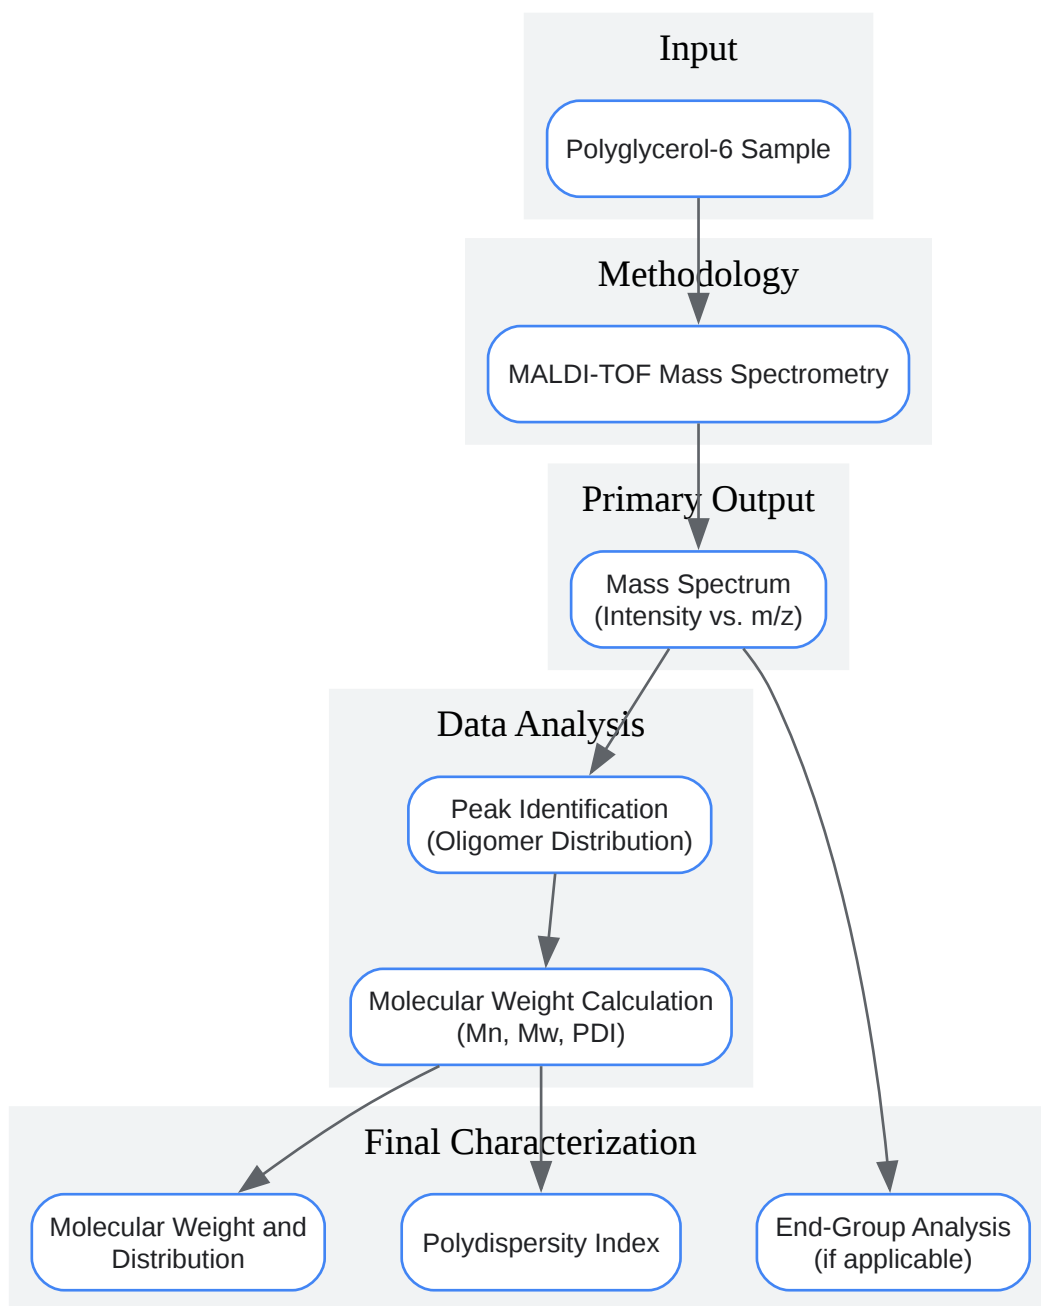 Input
Polyglycerol-6 Sample
Methodology
MALDI-TOF Mass Spectrometry
Primary Output
Mass Spectrum
(Intensity vs. m/z)
Data Analysis
Peak Identification
(Oligomer Distribution)
Molecular Weight Calculation
(Mn, Mw, PDI)
Final Characterization
Molecular Weight and
Distribution
Polydispersity Index
End-Group Analysis
(if applicable)